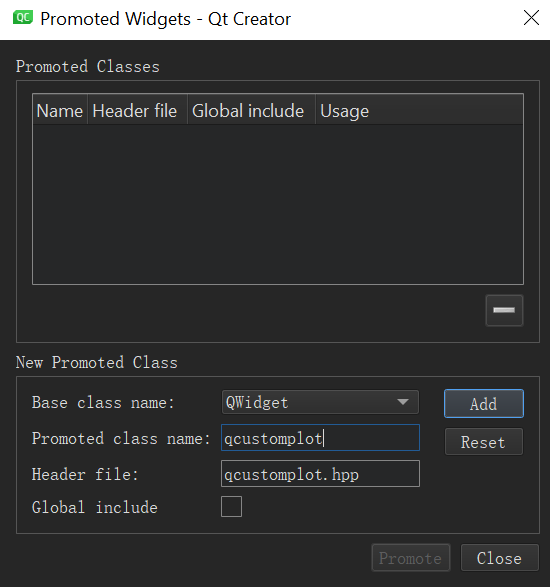 QC Promoted Widgets - Qt Creator
Promoted Classes
Name Header file Global include Usage
New Promoted Class
Base class name: QWidget Add
Promoted class name: qcustomplot Reset
Header file: qcustomplot.hpp
Global include
Promote Close